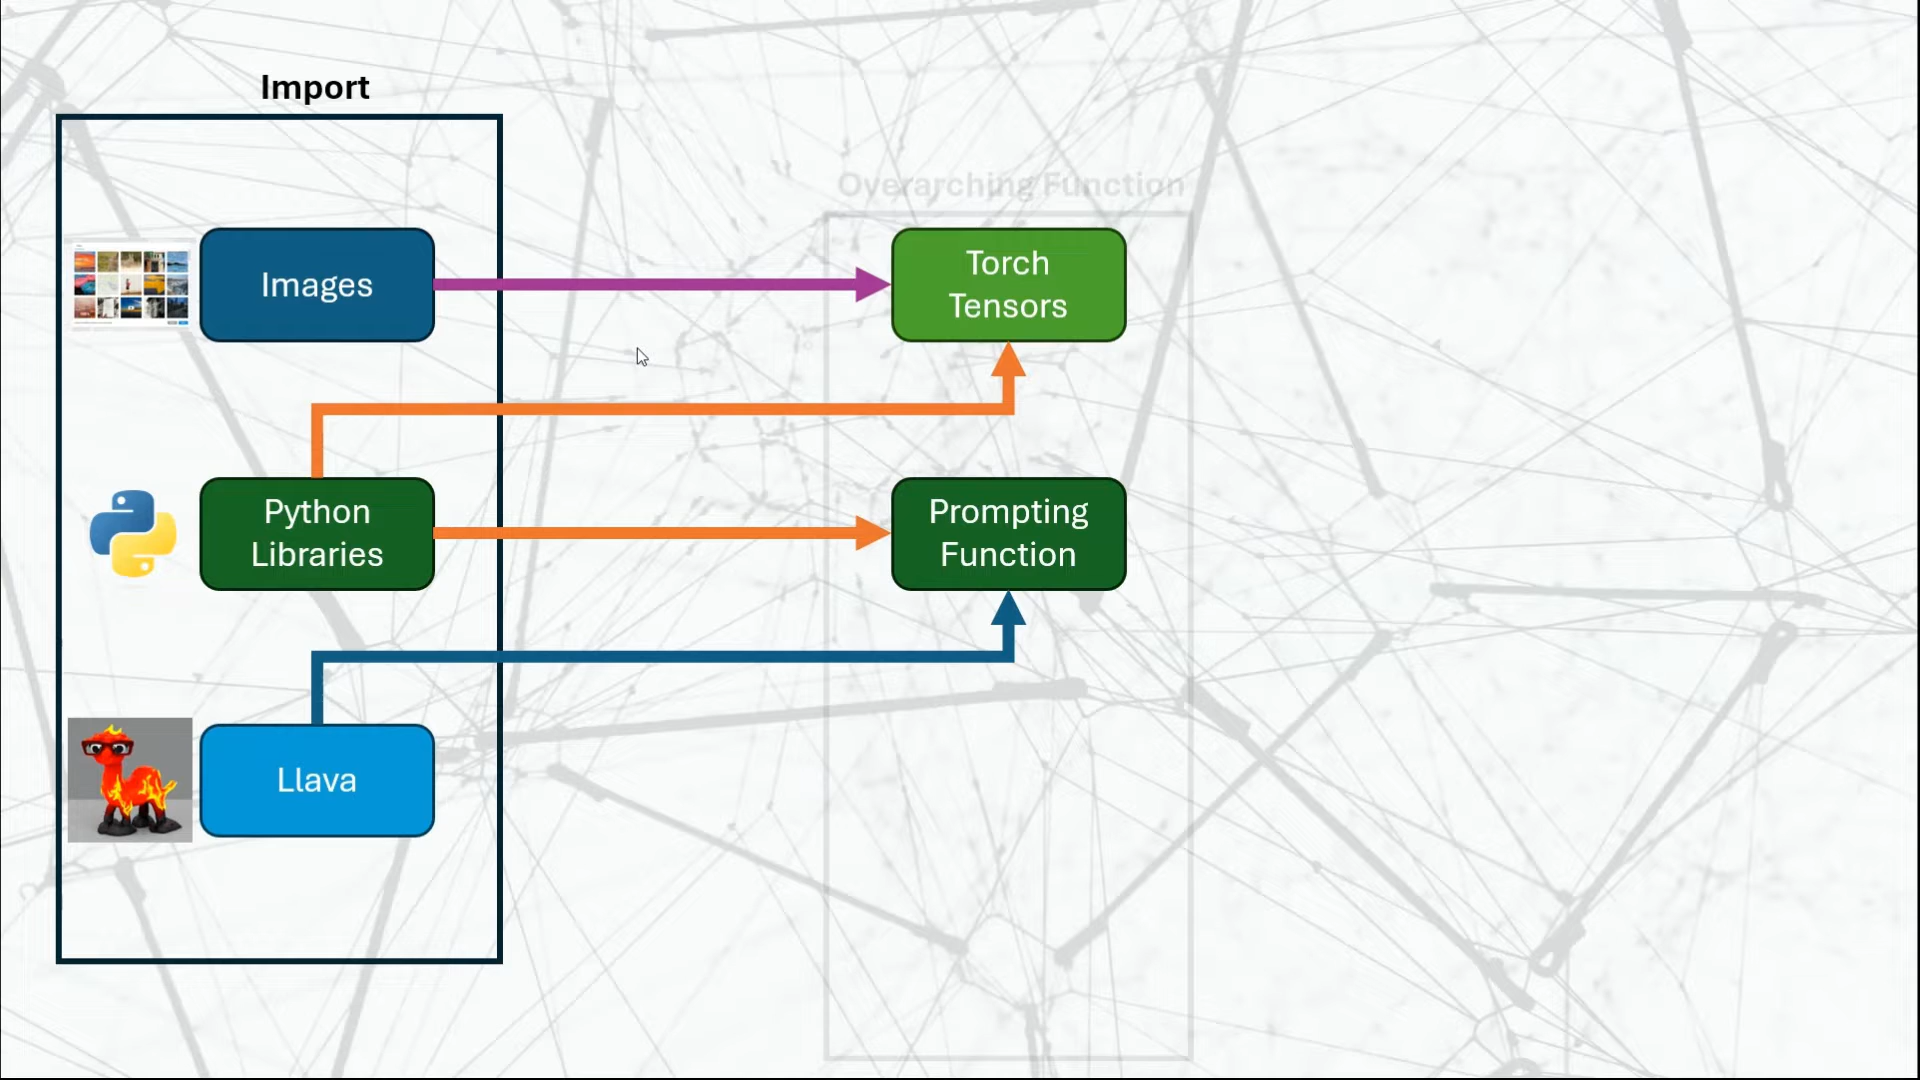 Import
Overarching Function
Images
Torch
Tensors
Python
Libraries
Prompting
Function
Llava